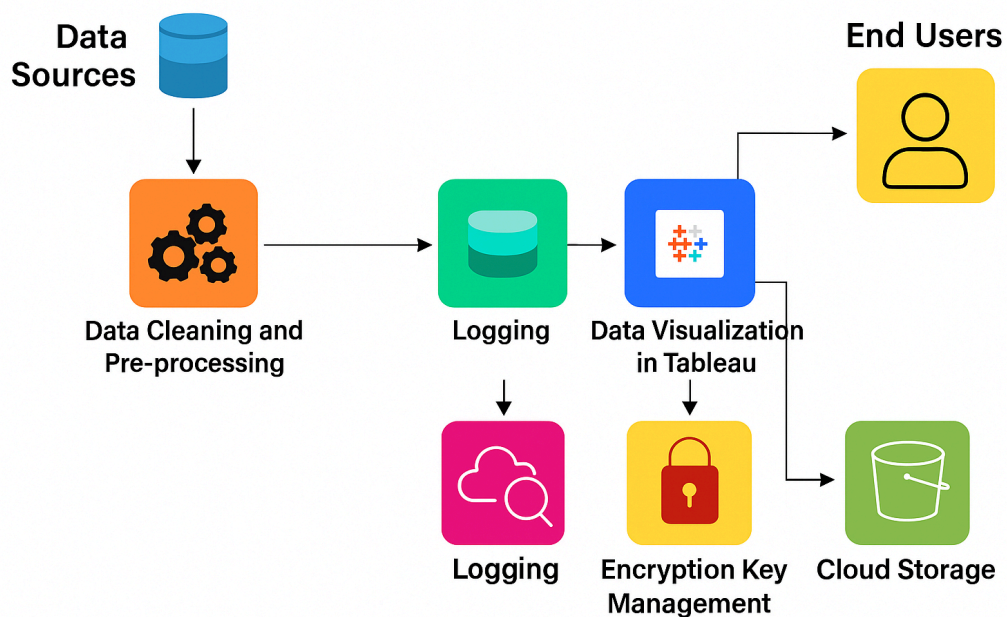 Data
Sources
End Users
Data Cleaning and
Pre-processing
Logging
Data Visualization
in Tableau
Logging
Encryption Key
Management
Cloud Storage